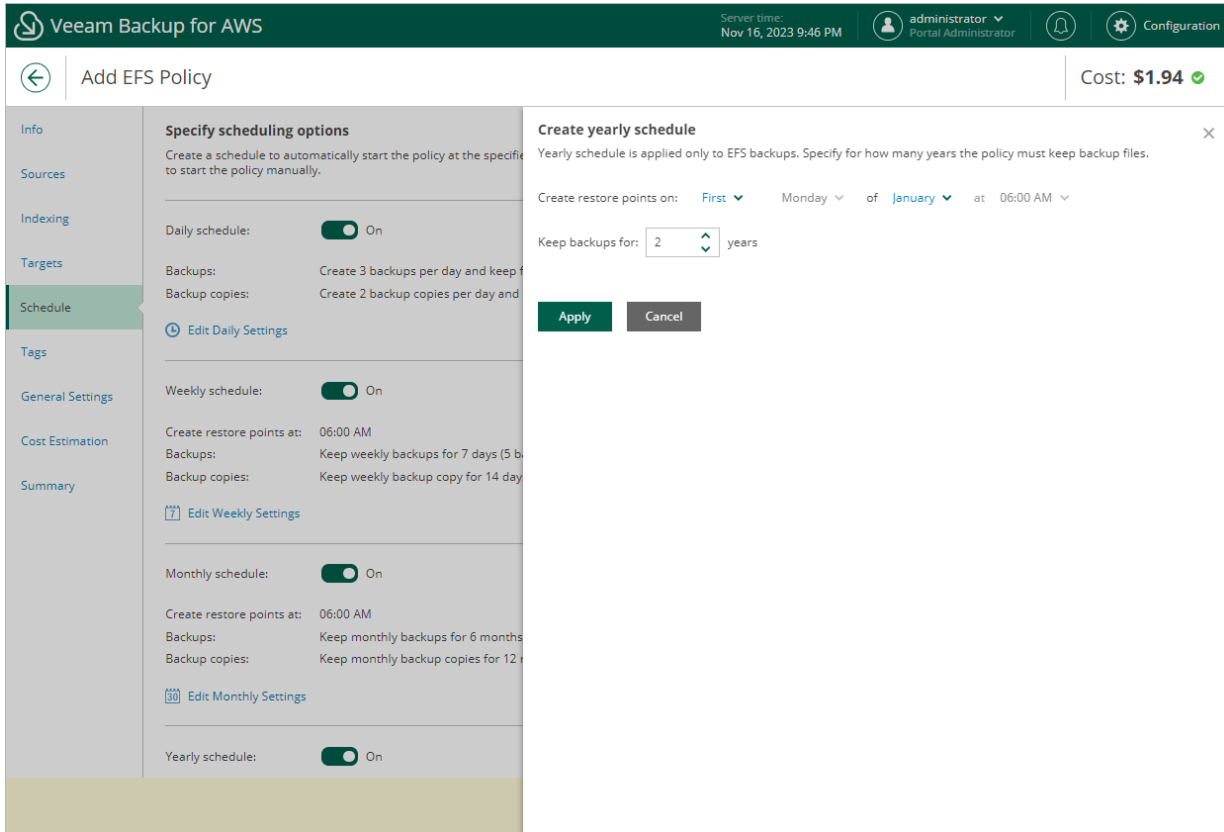 Veeam Backup for AWS
Server time:
Nov 16, 2023 9:46 PM
administrator
Portal Administrator
Configuration
Add EFS Policy
Cost: $1.94
Info
Sources
Indexing
Targets
Schedule
Tags
General Settings
Cost Estimation
Summary
Specify scheduling options
Create a schedule to automatically start the policy at the specifie
to start the policy manually.
Daily schedule: On
Backups: Create 3 backups per day and keep f
Backup copies: Create 2 backup copies per day and
Edit Daily Settings
Weekly schedule: On
Create restore points at: 06:00 AM
Backups: Keep weekly backups for 7 days (5 b
Backup copies: Keep weekly backup copy for 14 day
7 Edit Weekly Settings
Monthly schedule: On
Create restore points at: 06:00 AM
Backups: Keep monthly backups for 6 months
Backup copies: Keep monthly backup copies for 12
30 Edit Monthly Settings
Yearly schedule: On
Create yearly schedule
Yearly schedule is applied only to EFS backups. Specify for how many years the policy must keep backup files.
Create restore points on: First Monday of January at 06:00 AM
Keep backups for: 2 years
Apply Cancel